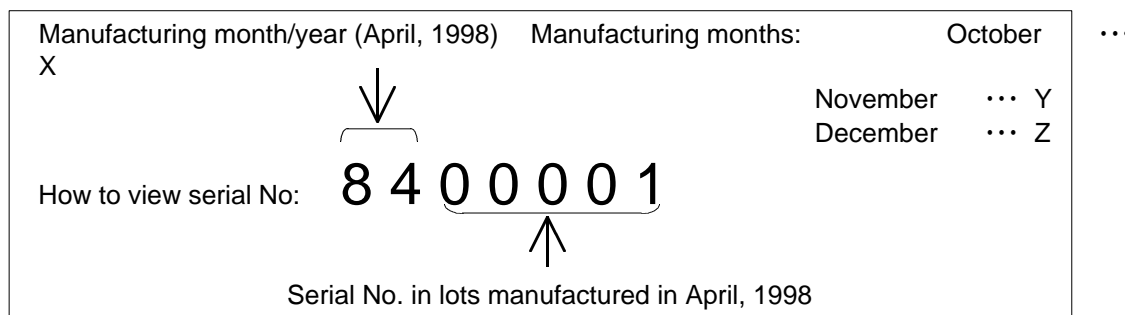 Manufacturing month/year (April, 1998) Manufacturing months: October ···
X
November ··· Y
December ··· Z
How to view serial No: 8 4 0 0 0 0 1
Serial No. in lots manufactured in April, 1998